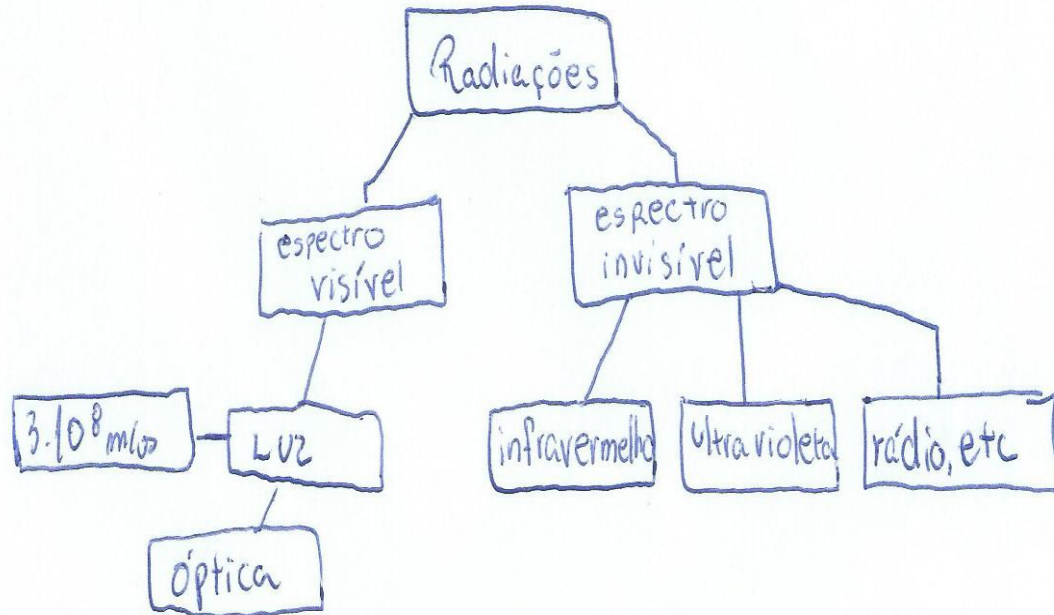 Radiações
espectro
visível
espectro
invisível
3.10⁸ m/s
LUZ
infravermelho
ultravioleta
rádio, etc
óptica